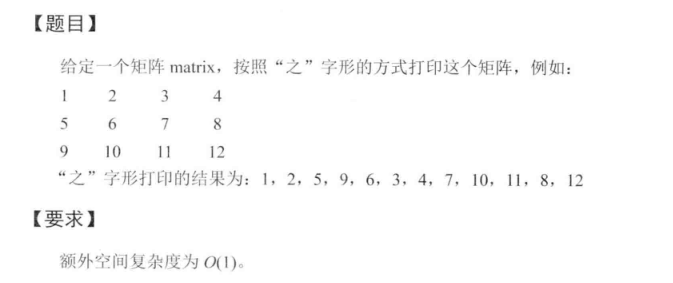 【题目】
给定一个矩阵 matrix，按照“之”字形的方式打印这个矩阵，例如：
1 2 3 4
5 6 7 8
9 10 11 12
“之”字形打印的结果为：1，2，5，9，6，3，4，7，10，11，8，12
【要求】
额外空间复杂度为 O(1)。